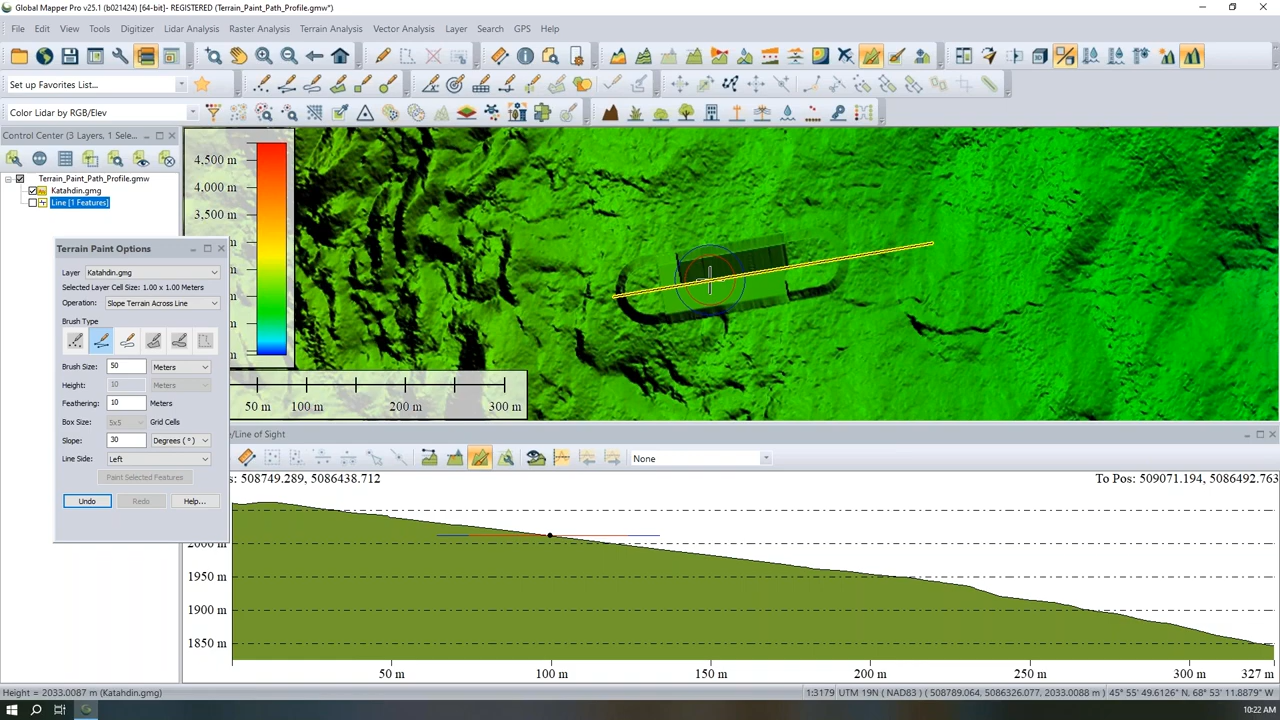 Global Mapper Pro v25.1 (b021424) [64-bit]- REGISTERED (Terrain_Paint_Path_Profile.gmw*)
File Edit View Tools Digitizer Lidar Analysis Raster Analysis Terrain Analysis Vector Analysis Layer Search GPS Help
Set up Favorites List...
Color Lidar by RGB/Elev
Control Center (3 Layers, 1 Sele...
Terrain_Paint_Path_Profile.gmw
Katahdin.gmg
Line [1 Features]
4,500 m
4,000 m
3,500 m
m
50 m 100 m 200 m 300 m
Terrain Paint Options
Layer Katahdin.gmg
Selected Layer Cell Size: 1.00 x 1.00 Meters
Operation: Slope Terrain Across Line
Brush Type
Brush Size: 50 Meters
Height: 10 Meters
Feathering: 10 Meters
Box Size: 5x5 Grid Cells
Slope: 30 Degrees ( ° )
Line Side: Left
Paint Selected Features
Undo Redo Help...
/Line of Sight
None
s: 508749.289, 5086438.712 To Pos: 509071.194, 5086492.763
2000 m
1950 m
1900 m
1850 m
50 m 100 m 150 m 200 m 250 m 300 m 327 m
Height = 2033.0087 m (Katahdin.gmg) 1:3179 UTM 19N ( NAD83 ) ( 508789.064, 5086326.077, 2033.0088 m ) 45° 55' 49.6126" N, 68° 53' 11.8879" W
10:22 AM